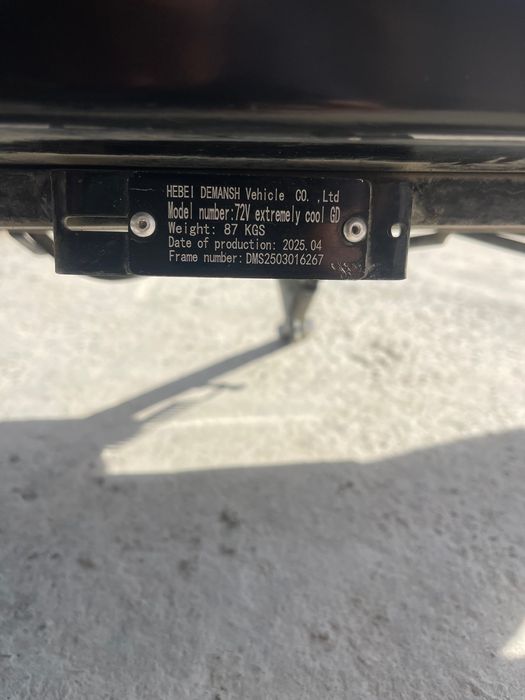 HEBEI DEMANSH Vehicle CO. ,Ltd
Model number:72V extremely cool GD
Weight: 87 KGS
Date of production: 2025.04
Frame number: DMS2503016267